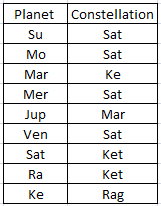 Planet Constellation
Su Sat
Mo Sat
Mar Ke
Mer Sat
Jup Mar
Ven Sat
Sat Ket
Ra Ket
Ke Rag